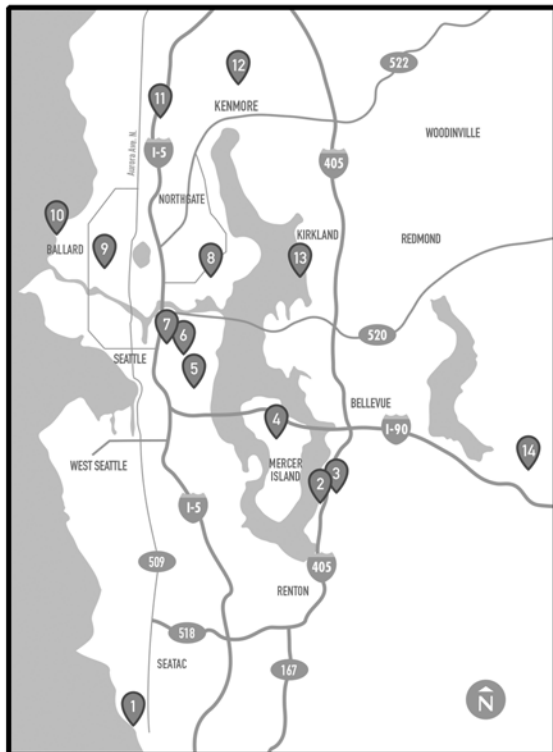 12
522
11
KENMORE
Aurora Ave. N.
WOODINVILLE
I-5
405
NORTHGATE
10
KIRKLAND
REDMOND
BALLARD
9
8
13
7
6
520
SEATTLE
5
BELLEVUE
4
I-90
WEST SEATTLE
MERCER
ISLAND
14
3
2
I-5
509
405
RENTON
518
SEATAC
167
1
N